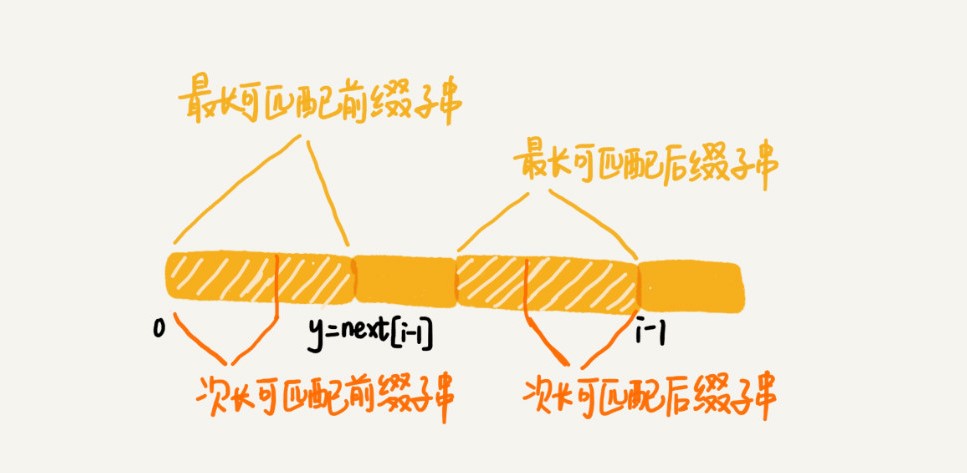 最长可匹配前缀子串
最长可匹配后缀子串
0
y=next[i-1]
i-1
次长可匹配前缀子串
次长可匹配后缀子串